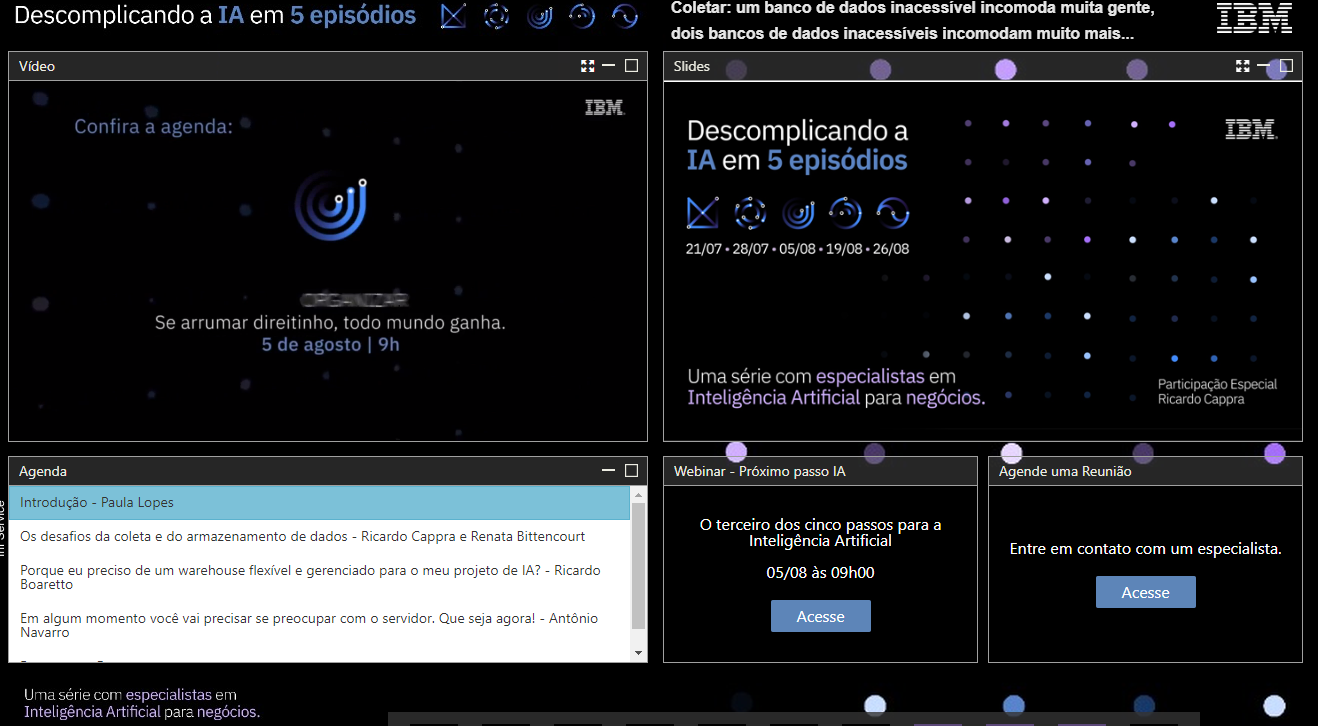 Descomplicando a IA em 5 episódios
Coletar: um banco de dados inacessível incomoda muita gente,
dois bancos de dados inacessíveis incomodam muito mais...
IBM
Vídeo
Confira a agenda:
IBM
ORGANIZAR
Se arrumar direitinho, todo mundo ganha.
5 de agosto | 9h
Slides
Descomplicando a
IA em 5 episódios
IBM
21/07 • 28/07 • 05/08 • 19/08 • 26/08
Uma série com especialistas em
Inteligência Artificial para negócios.
Participação Especial
Ricardo Cappra
Agenda
Introdução - Paula Lopes
Os desafios da coleta e do armazenamento de dados - Ricardo Cappra e Renata Bittencourt
Porque eu preciso de um warehouse flexível e gerenciado para o meu projeto de IA? - Ricardo
Boaretto
Em algum momento você vai precisar se preocupar com o servidor. Que seja agora! - Antônio
Navarro
Webinar - Próximo passo IA
O terceiro dos cinco passos para a
Inteligência Artificial
05/08 às 09h00
Acesse
Agende uma Reunião
Entre em contato com um especialista.
Acesse
Uma série com especialistas em
Inteligência Artificial para negócios.